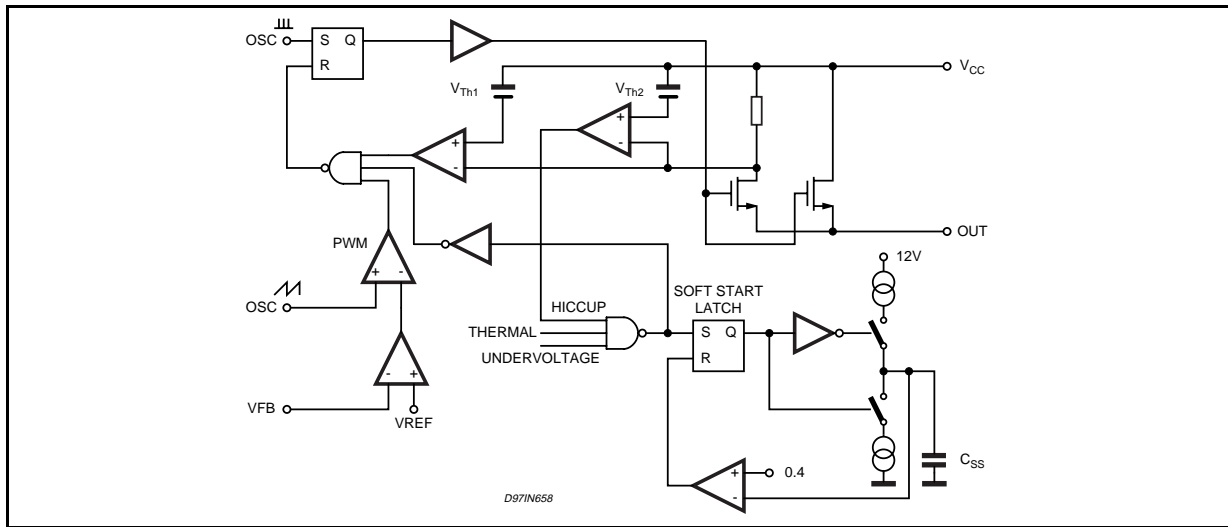 OSC
S Q
R
V_Th1
V_Th2
V_CC
+
-
+
-
OUT
PWM
+ -
OSC
12V
HICCUP
THERMAL
UNDERVOLTAGE
SOFT START
LATCH
S Q
R
- +
VFB
VREF
0.4
+
-
C_SS
D97IN658